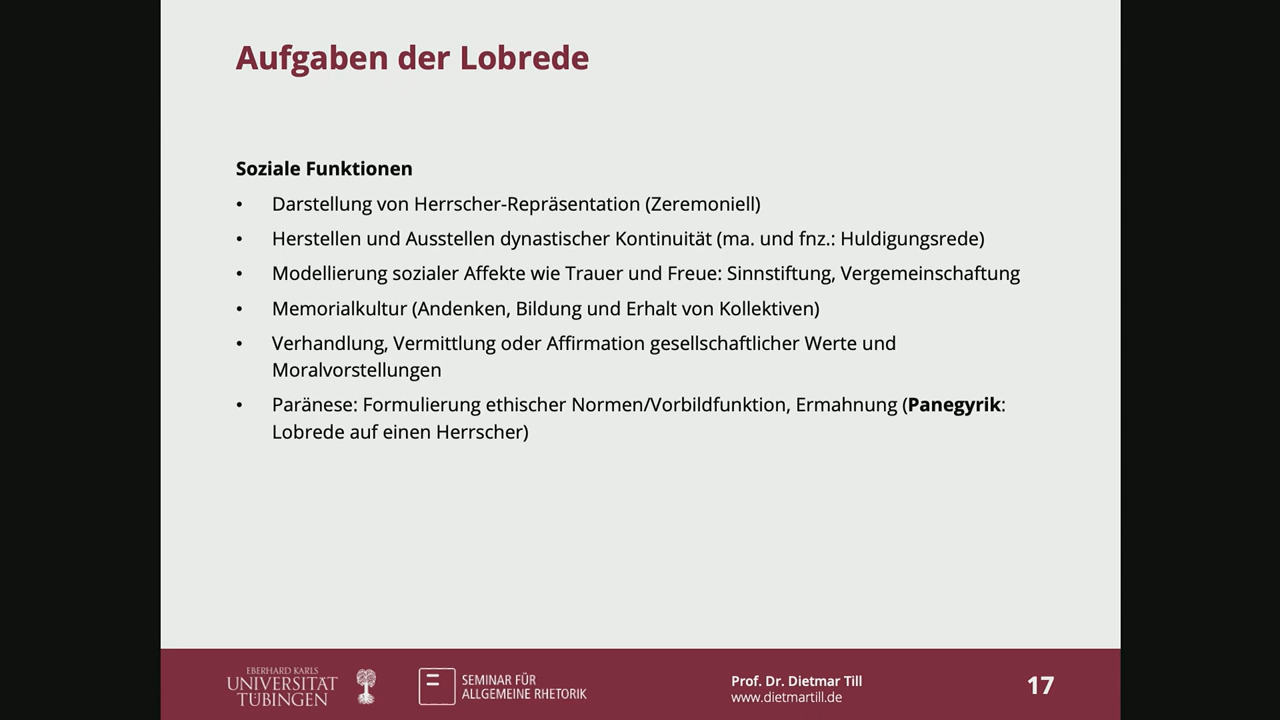 Aufgaben der Lobrede
Soziale Funktionen
• Darstellung von Herrscher-Repräsentation (Zeremoniell)
• Herstellen und Ausstellen dynastischer Kontinuität (ma. und fnz.: Huldigungsrede)
• Modellierung sozialer Affekte wie Trauer und Freue: Sinnstiftung, Vergemeinschaftung
• Memorialkultur (Andenken, Bildung und Erhalt von Kollektiven)
• Verhandlung, Vermittlung oder Affirmation gesellschaftlicher Werte und
Moralvorstellungen
• Paränese: Formulierung ethischer Normen/Vorbildfunktion, Ermahnung (Panegyrik:
Lobrede auf einen Herrscher)
EBERHARD KARLS
UNIVERSITÄT
TÜBINGEN
SEMINAR FÜR
ALLGEMEINE RHETORIK
Prof. Dr. Dietmar Till
www.dietmartill.de
17